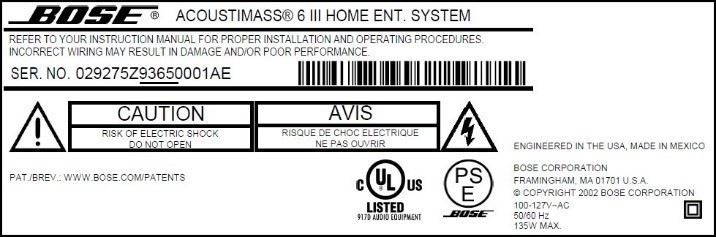 BOSE® ACOUSTIMASS® 6 III HOME ENT. SYSTEM
REFER TO YOUR INSTRUCTION MANUAL FOR PROPER INSTALLATION AND OPERATING PROCEDURES.
INCORRECT WIRING MAY RESULT IN DAMAGE AND/OR POOR PERFORMANCE.
SER. NO. 029275Z93650001AE
CAUTION
RISK OF ELECTRIC SHOCK
DO NOT OPEN
AVIS
RISQUE DE CHOC ELECTRIQUE
NE PAS OUVRIR
PAT./BREV.: WWW.BOSE.COM/PATENTS
C UL® US
LISTED
917D AUDIO EQUIPMENT
PS
E
BOSE
ENGINEERED IN THE USA, MADE IN MEXICO
BOSE CORPORATION
FRAMINGHAM, MA 01701 U.S.A.
© COPYRIGHT 2002 BOSE CORPORATION
100-127V~AC
50/60 Hz
135W MAX.